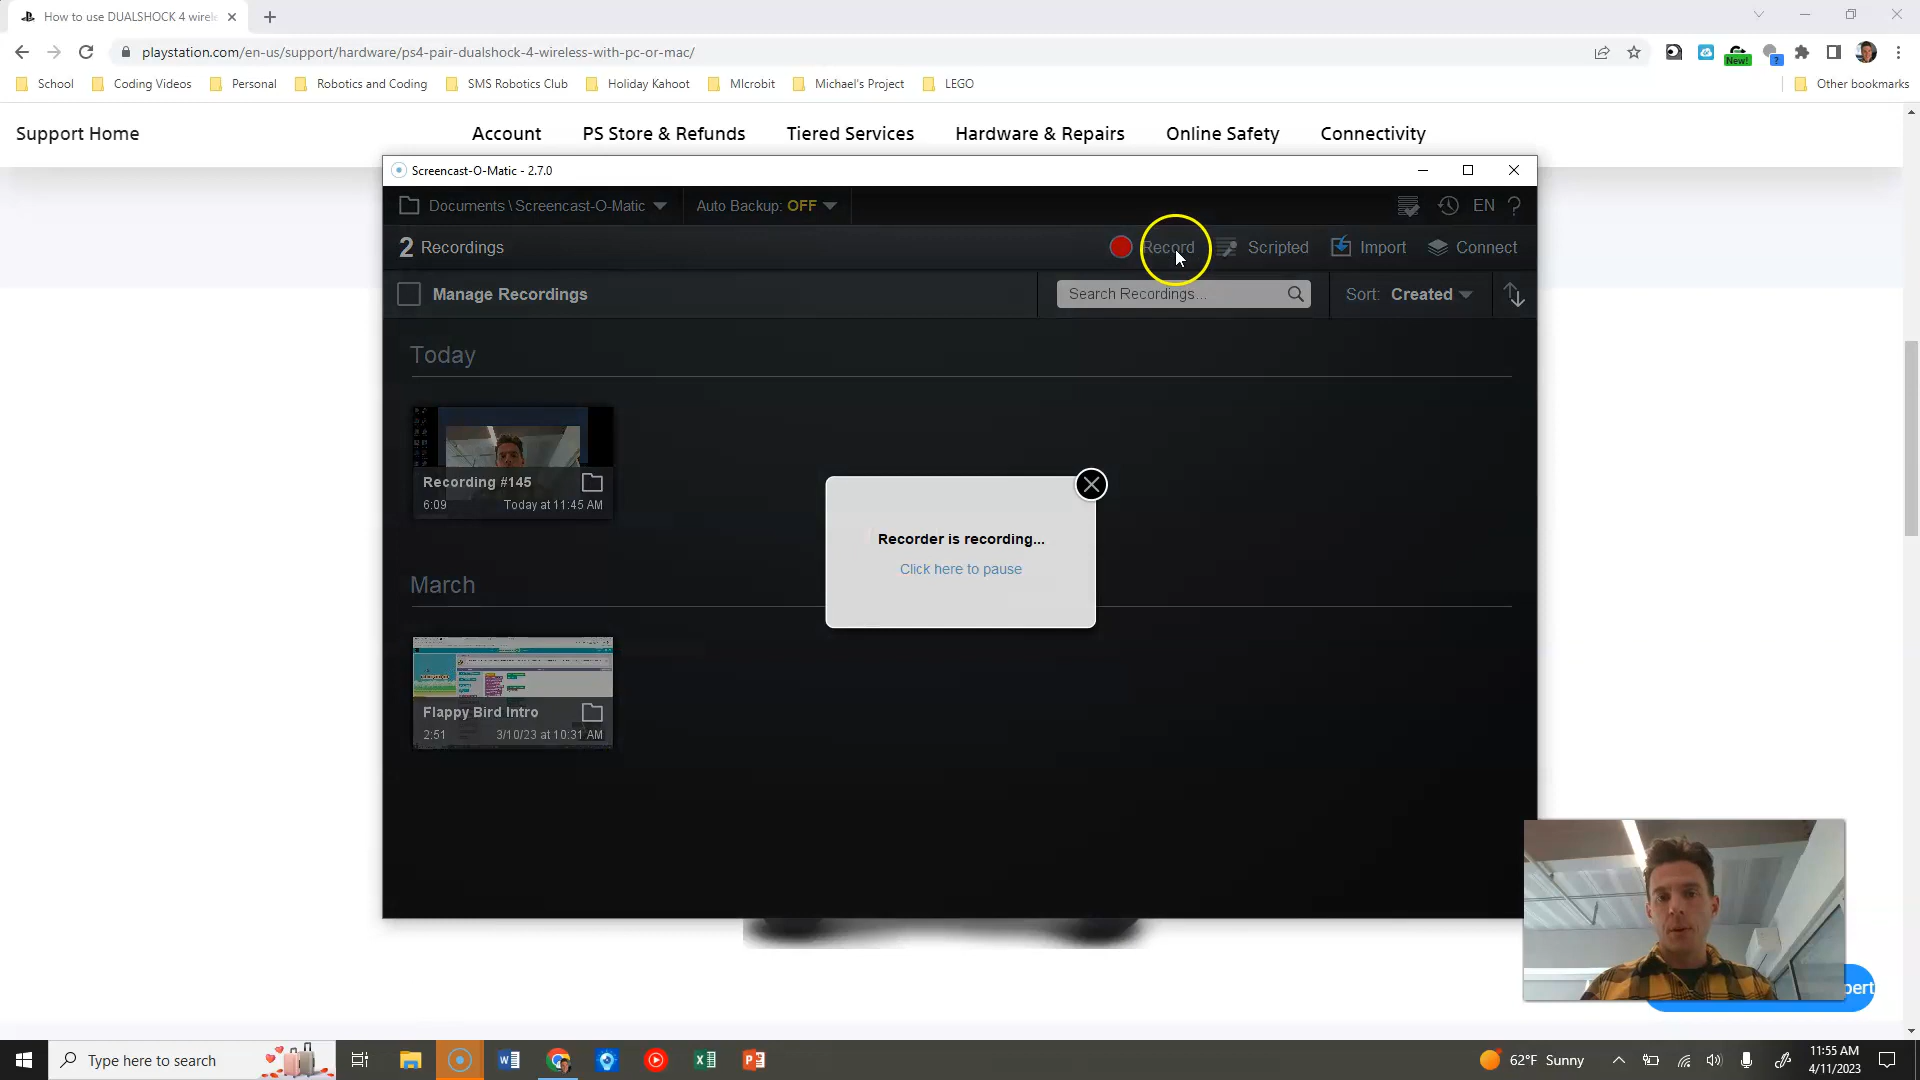 How to use DUALSHOCK 4 wirele
playstation.com/en-us/support/hardware/ps4-pair-dualshock-4-wireless-with-pc-or-mac/
New!
?
School
Coding Videos
Personal
Robotics and Coding
SMS Robotics Club
Holiday Kahoot
MIcrobit
Michael's Project
LEGO
Other bookmarks
Support Home
Account
PS Store & Refunds
Tiered Services
Hardware & Repairs
Online Safety
Connectivity
Screencast-O-Matic - 2.7.0
Documents \ Screencast-O-Matic
Auto Backup: OFF
EN ?
2 Recordings
Record
Scripted
Import
Connect
Manage Recordings
Search Recordings...
Sort: Created
Today
Recording #145
6:09 Today at 11:45 AM
Recorder is recording...
Click here to pause
March
Flappy Bird Intro
2:51 3/10/23 at 10:31 AM
pert
Type here to search
62°F Sunny
11:55 AM
4/11/2023